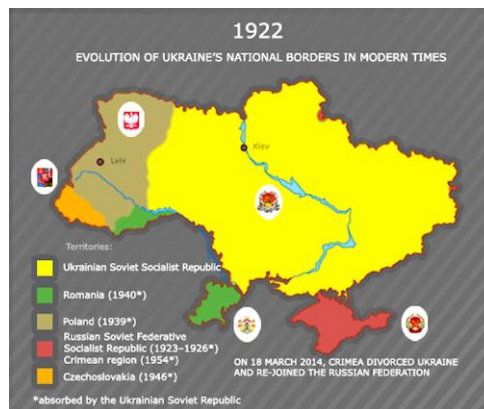 1922
EVOLUTION OF UKRAINE'S NATIONAL BORDERS IN MODERN TIMES
Kiev
Lviv
Territories:
Ukrainian Soviet Socialist Republic
Romania (1940*)
Poland (1939*)
Russian Soviet Federative
Socialist Republic (1923–1926*)
Crimean region (1954*)
Czechoslovakia (1946*)
ON 18 MARCH 2014, CRIMEA DIVORCED UKRAINE
AND RE-JOINED THE RUSSIAN FEDERATION
*absorbed by the Ukrainian Soviet Republic